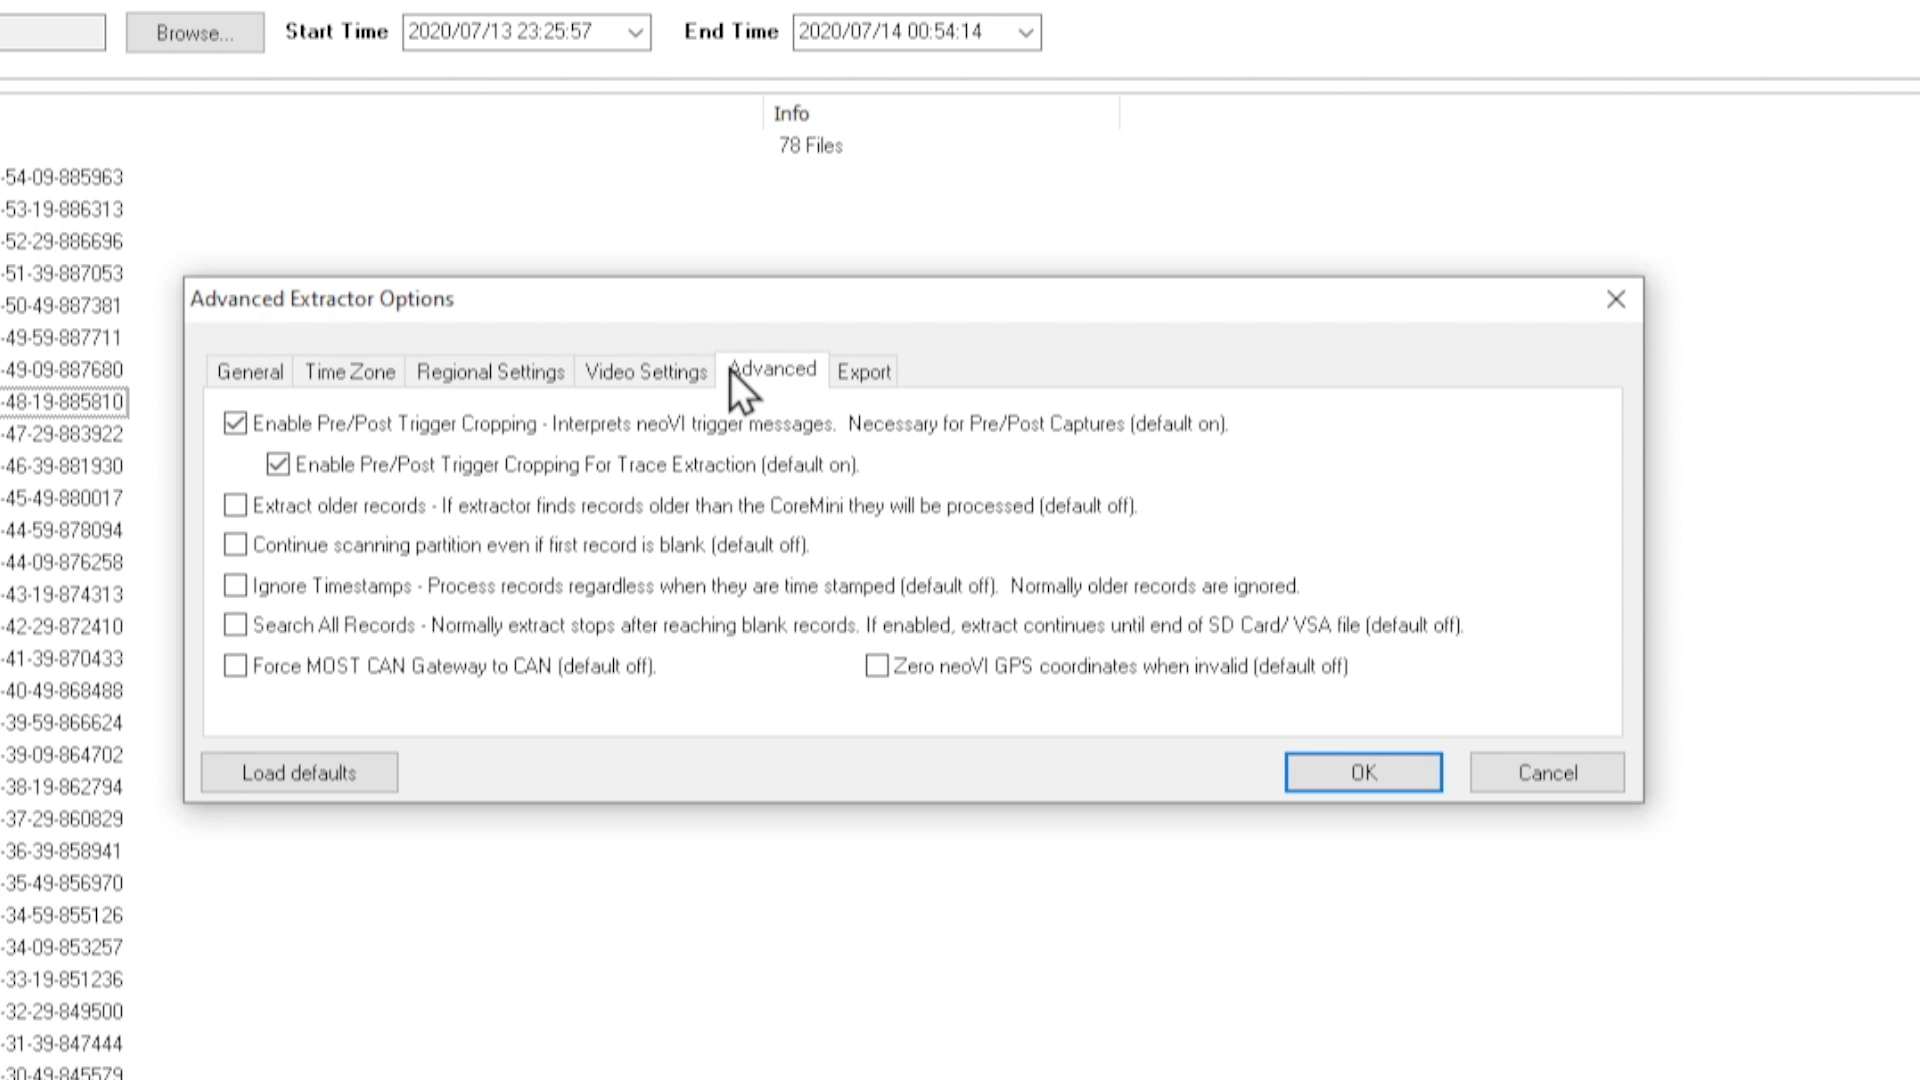 Browse... Start Time 2020/07/13 23:25:57 End Time 2020/07/14 00:54:14
Info
78 Files
-54-09-885963
-53-19-886313
-52-29-886696
-51-39-887053
-50-49-887381
-49-59-887711
-49-09-887680
-48-19-885810
-47-29-883922
-46-39-881930
-45-49-880017
-44-59-878094
-44-09-876258
-43-19-874313
-42-29-872410
-41-39-870433
-40-49-868488
-39-59-866624
-39-09-864702
-38-19-862794
-37-29-860829
-36-39-858941
-35-49-856970
-34-59-855126
-34-09-853257
-33-19-851236
-32-29-849500
-31-39-847444
-30-49-845579
Advanced Extractor Options
General Time Zone Regional Settings Video Settings Advanced Export
Enable Pre/Post Trigger Cropping - Interprets neoVI trigger messages. Necessary for Pre/Post Captures (default on).
Enable Pre/Post Trigger Cropping For Trace Extraction (default on).
Extract older records - If extractor finds records older than the CoreMini they will be processed (default off).
Continue scanning partition even if first record is blank (default off).
Ignore Timestamps - Process records regardless when they are time stamped (default off). Normally older records are ignored.
Search All Records - Normally extract stops after reaching blank records. If enabled, extract continues until end of SD Card/ VSA file (default off).
Force MOST CAN Gateway to CAN (default off). Zero neoVI GPS coordinates when invalid (default off)
Load defaults OK Cancel